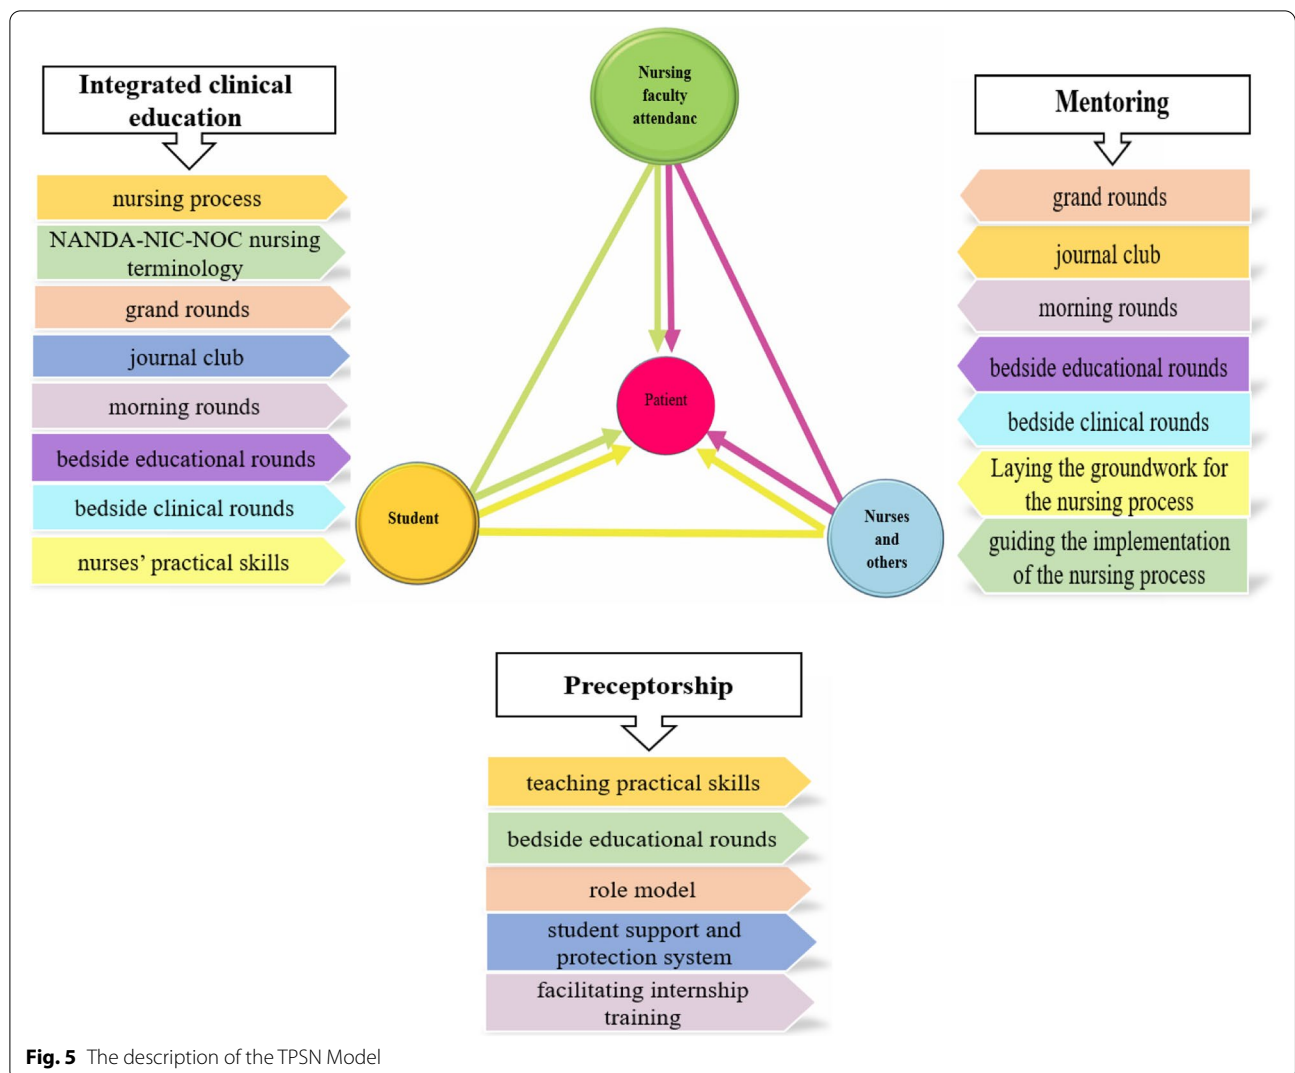 Integrated clinical
education
nursing process
NANDA-NIC-NOC nursing
terminology
grand rounds
journal club
morning rounds
bedside educational rounds
bedside clinical rounds
nurses’ practical skills
Nursing
faculty
attendanc
Patient
Student
Nurses
and
others
Mentoring
grand rounds
journal club
morning rounds
bedside educational rounds
bedside clinical rounds
Laying the groundwork for
the nursing process
guiding the implementation
of the nursing process
Preceptorship
teaching practical skills
bedside educational rounds
role model
student support and
protection system
facilitating internship
training
Fig. 5 The description of the TPSN Model